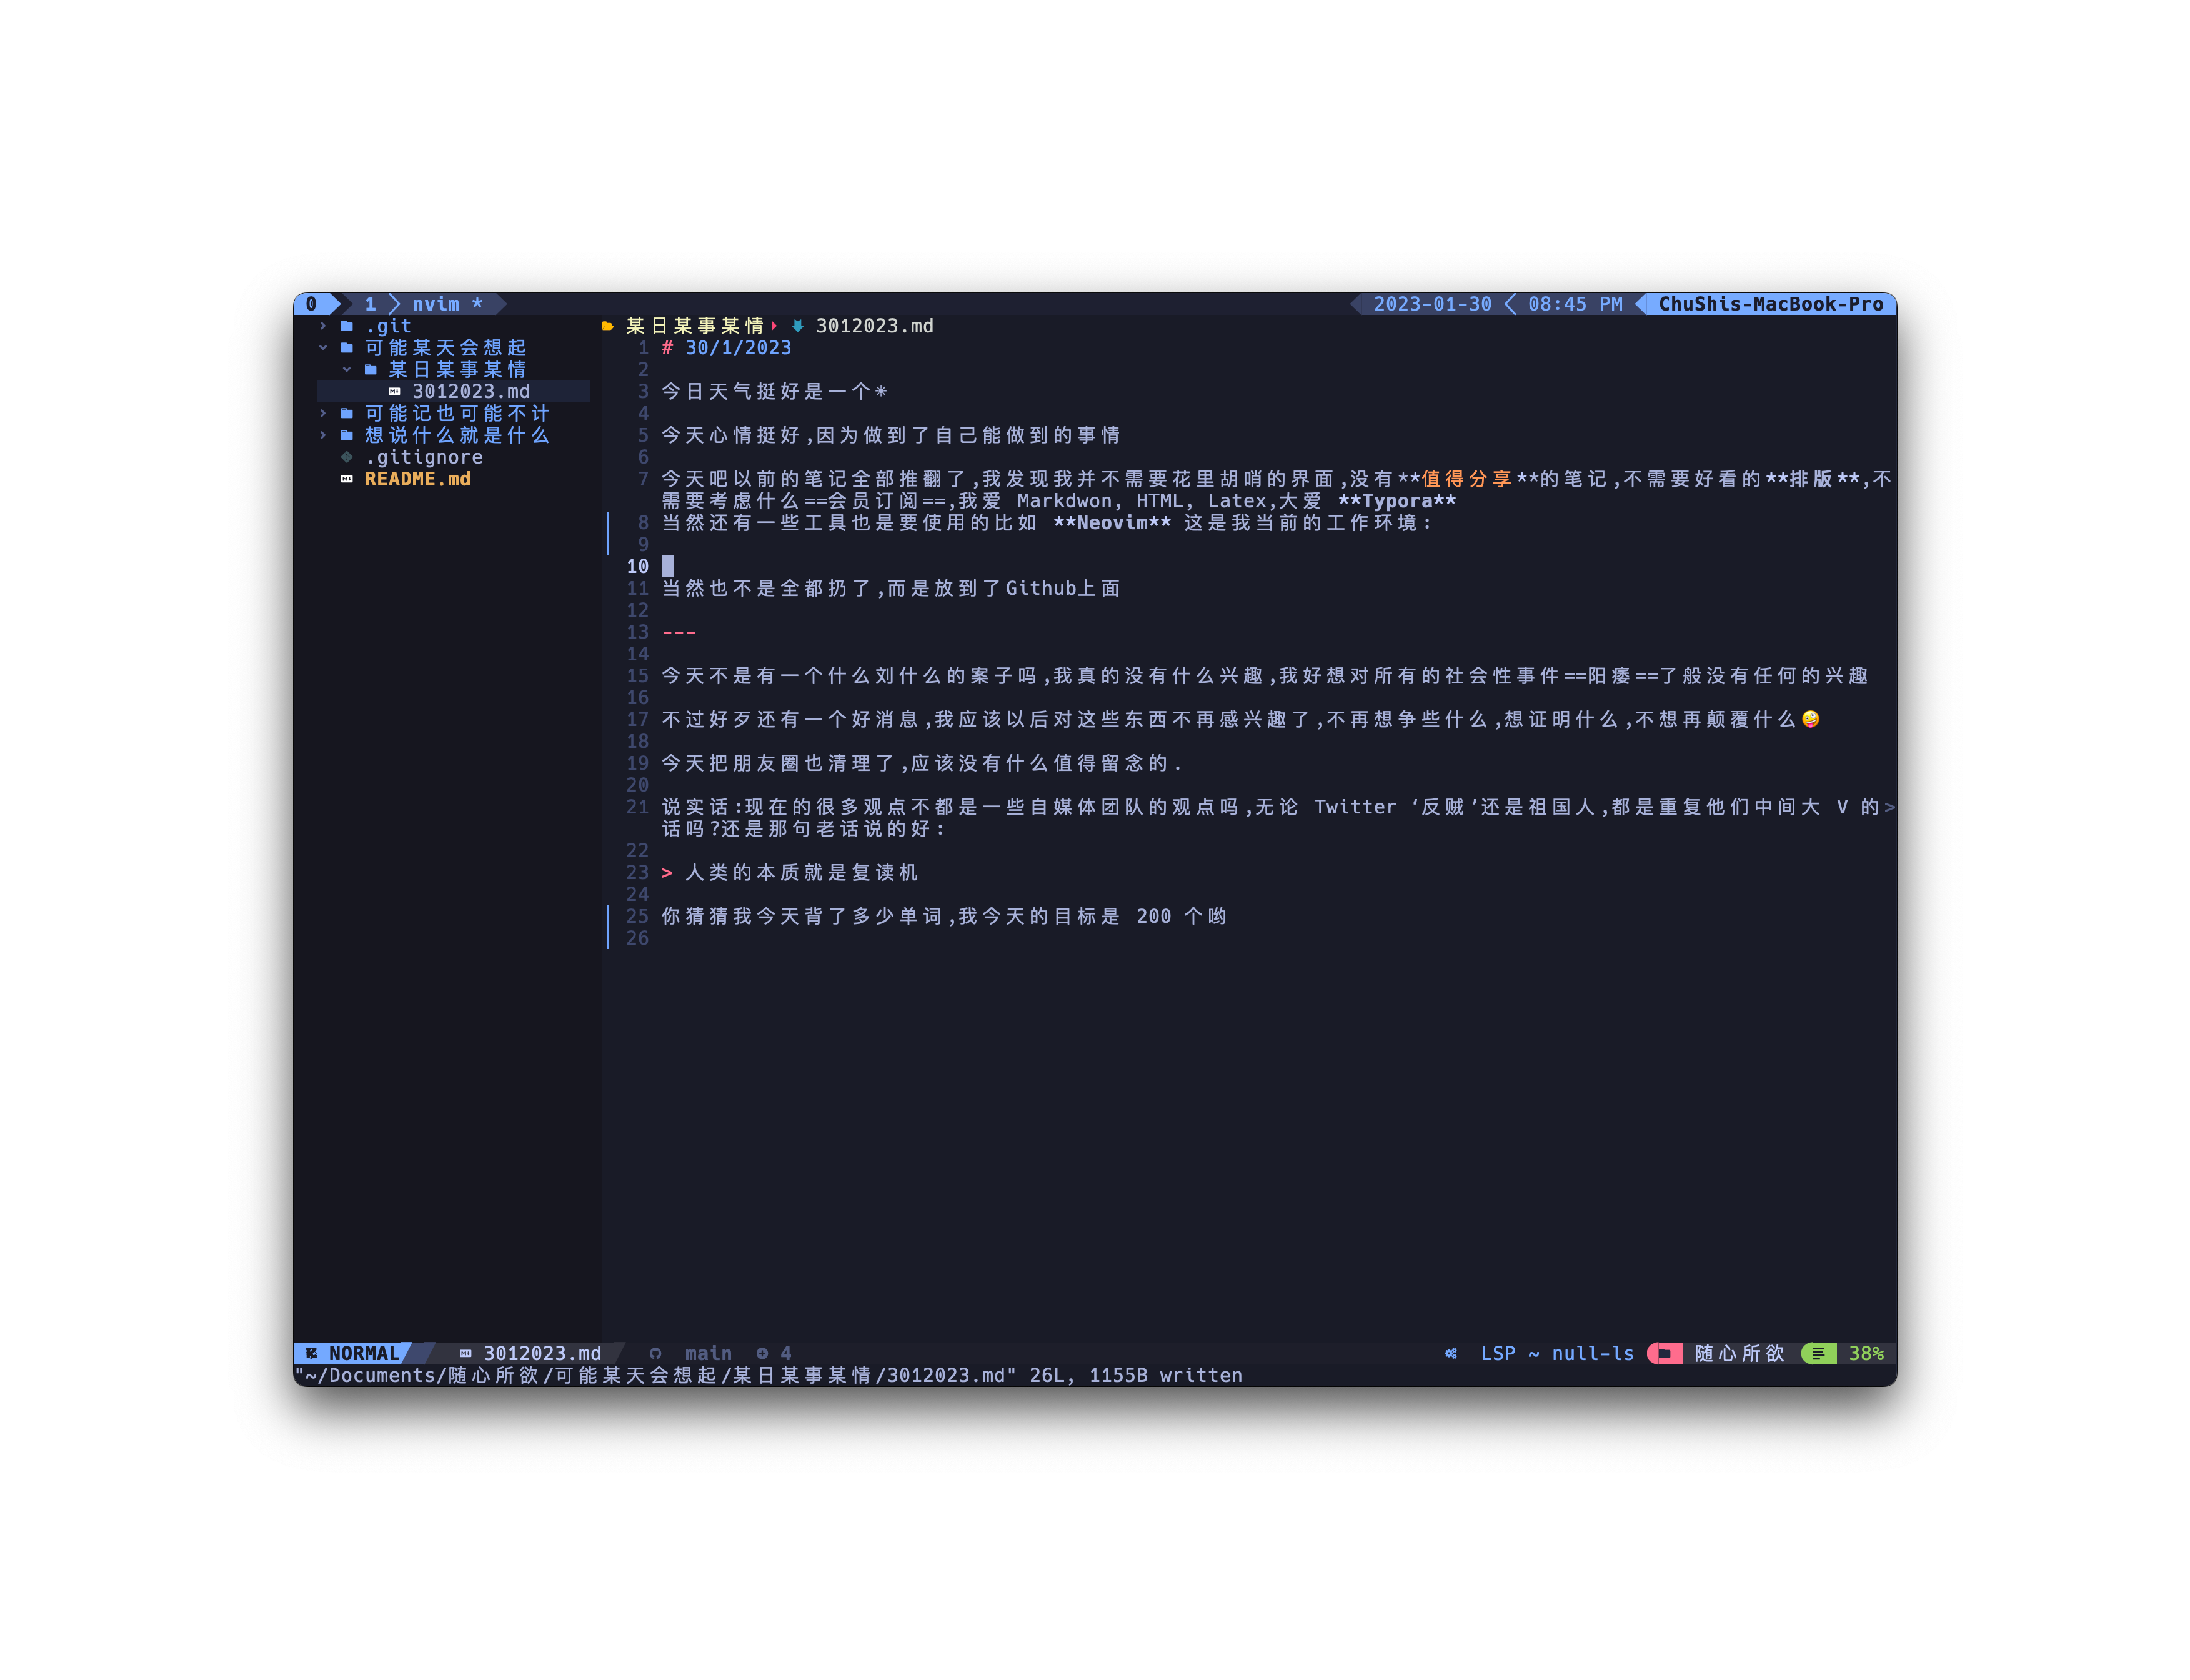 0 1 nvim * 2023-01-30 08:45 PM ChuShis-MacBook-Pro
.git
可能某天会想起
某日某事某情
3012023.md
可能记也可能不计
想说什么就是什么
.gitignore
README.md
某日某事某情 3012023.md
1 # 30/1/2023
2
3 今日天气挺好是一个☀
4
5 今天心情挺好,因为做到了自己能做到的事情
6
7 今天吧以前的笔记全部推翻了,我发现我并不需要花里胡哨的界面,没有**值得分享**的笔记,不需要好看的**排版**,不
需要考虑什么==会员订阅==,我爱 Markdwon, HTML, Latex,大爱 **Typora**
8 当然还有一些工具也是要使用的比如 **Neovim** 这是我当前的工作环境:
9
10
11 当然也不是全都扔了,而是放到了Github上面
12
13 ---
14
15 今天不是有一个什么刘什么的案子吗,我真的没有什么兴趣,我好想对所有的社会性事件==阳痿==了般没有任何的兴趣
16
17 不过好歹还有一个好消息,我应该以后对这些东西不再感兴趣了,不再想争些什么,想证明什么,不想再颠覆什么🤪
18
19 今天把朋友圈也清理了,应该没有什么值得留念的.
20
21 说实话:现在的很多观点不都是一些自媒体团队的观点吗,无论 Twitter ‘反贼’还是祖国人,都是重复他们中间大 V 的>
话吗?还是那句老话说的好:
22
23 > 人类的本质就是复读机
24
25 你猜猜我今天背了多少单词,我今天的目标是 200 个哟
26
NORMAL 3012023.md main 4 LSP ~ null-ls 随心所欲 38%
"~/Documents/随心所欲/可能某天会想起/某日某事某情/3012023.md" 26L, 1155B written